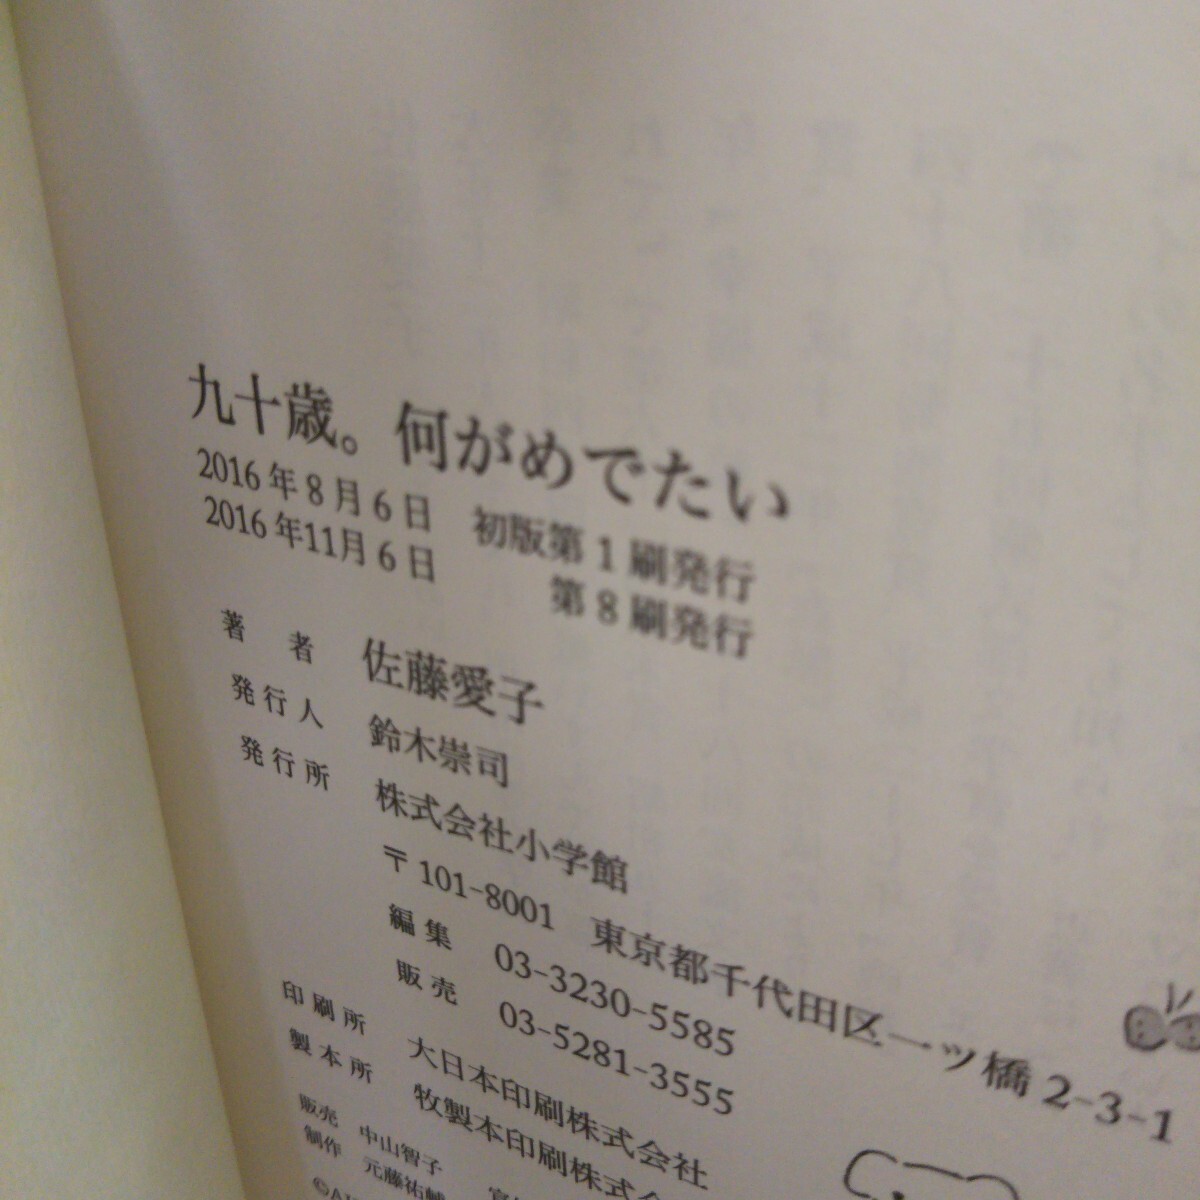 九十歳。何がめでたい
2016年8月6日 初版第1刷発行
2016年11月6日 第8刷発行
著者 佐藤愛子
発行人 鈴木崇司
発行所 株式会社小学館
〒101-8001 東京都千代田区一ツ橋2-3-1
編集 03-3230-5585
販売 03-5281-3555
印刷所 大日本印刷株式会社
製本所 牧製本印刷株式会
販売 中山智子
制作 元藤祐輔